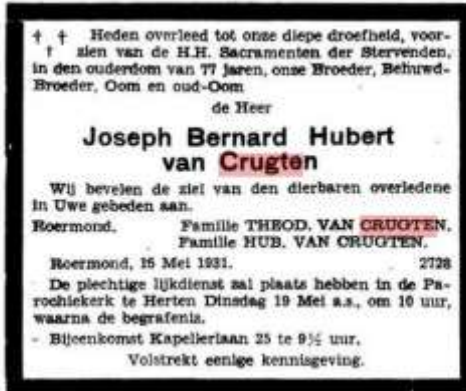 † † Heden overleed tot onze diepe droefheid, voor-
† zien van de H.H. Sacramenten der Stervenden,
in den ouderdom van 77 jaren, onze Broeder, Behuwd-
Broeder, Oom en oud-Oom
de Heer
Joseph Bernard Hubert
van Crugten
Wij bevelen de ziel van den dierbaren overledene
in Uwe gebeden aan.
Roermond. Familie THEOD. VAN CRUGTEN.
Familie HUB. VAN CRUGTEN.
Roermond, 15 Mei 1931. 2728
De plechtige lijkdienst zal plaats hebben in de Pa-
rochiekerk te Herten Dinsdag 19 Mei a.s., om 10 uur,
waarna de begrafenis.
- Bijeenkomst Kapellerlaan 25 te 9½ uur.
Volstrekt eenige kennisgeving.